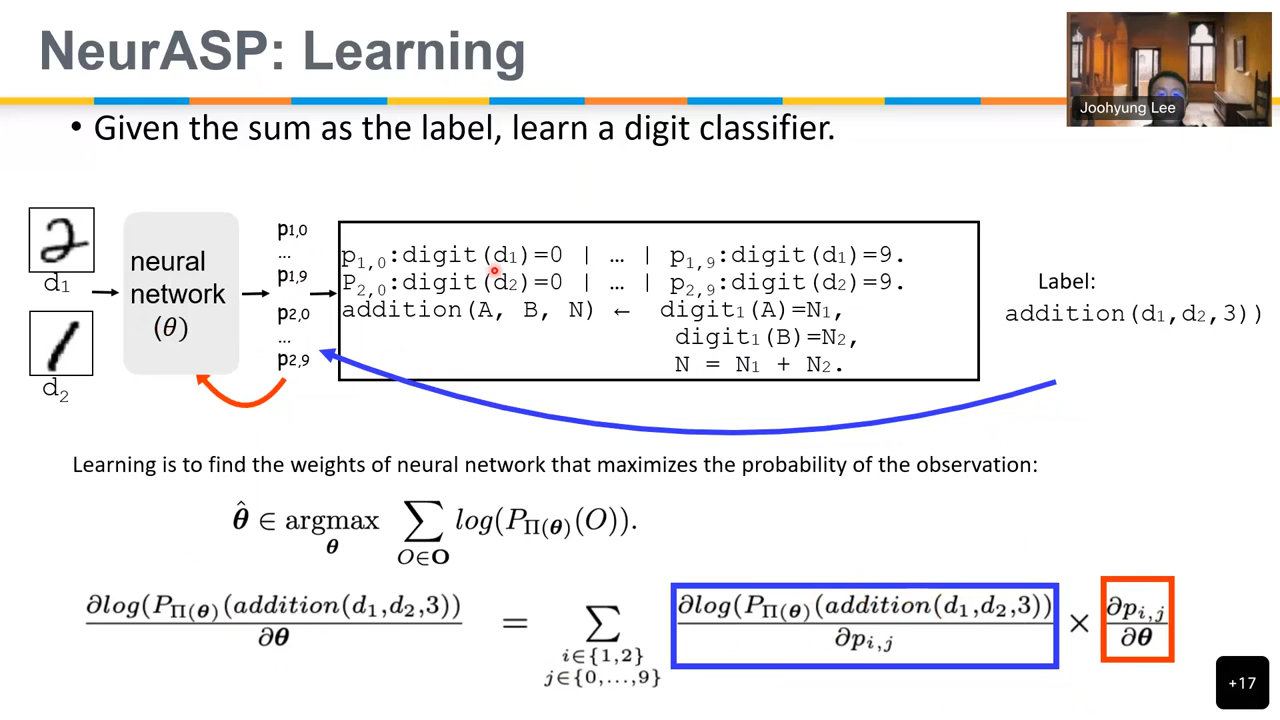 NeurASP: Learning
Joohyung Lee
• Given the sum as the label, learn a digit classifier.
d1
d2
neural
network
(θ)
p1,0
...
p1,9
p2,0
...
p2,9
p1,0:digit(d1)=0 | … | p1,9:digit(d1)=9.
P2,0:digit(d2)=0 | … | p2,9:digit(d2)=9.
addition(A, B, N) ← digit1(A)=N1,
digit1(B)=N2,
N = N1 + N2.
Label:
addition(d1,d2,3))
Learning is to find the weights of neural network that maximizes the probability of the observation:
θ̂ ∈ argmax θ ∑ O∈O log(PΠ(θ)(O)).
∂log(PΠ(θ)(addition(d1,d2,3)) / ∂θ = ∑ i∈{1,2} j∈{0,...,9} ∂log(PΠ(θ)(addition(d1,d2,3)) / ∂pi,j × ∂pi,j / ∂θ
+17